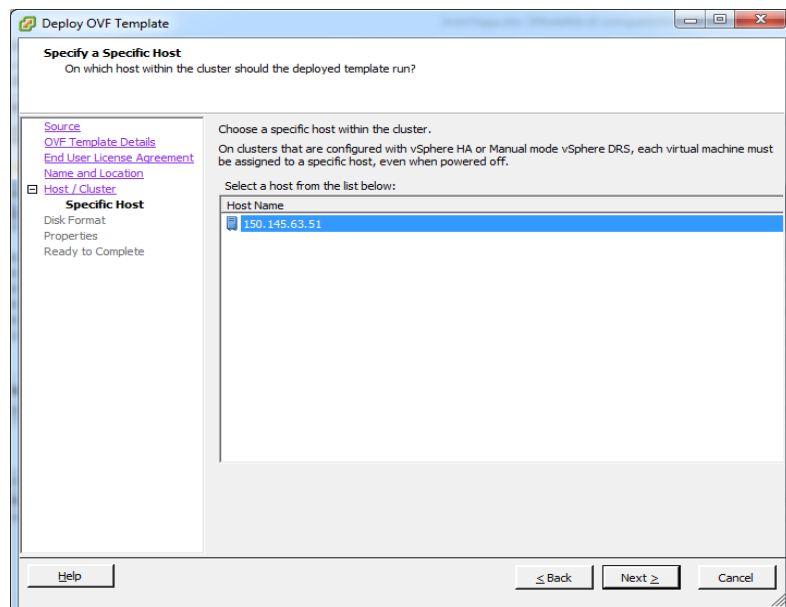 Deploy OVF Template
Specify a Specific Host
On which host within the cluster should the deployed template run?
Source
OVF Template Details
End User License Agreement
Name and Location
Host / Cluster
Specific Host
Disk Format
Properties
Ready to Complete
Choose a specific host within the cluster.
On clusters that are configured with vSphere HA or Manual mode vSphere DRS, each virtual machine must
be assigned to a specific host, even when powered off.
Select a host from the list below:
Host Name
150.145.63.51
Help
≤ Back
Next ≥
Cancel